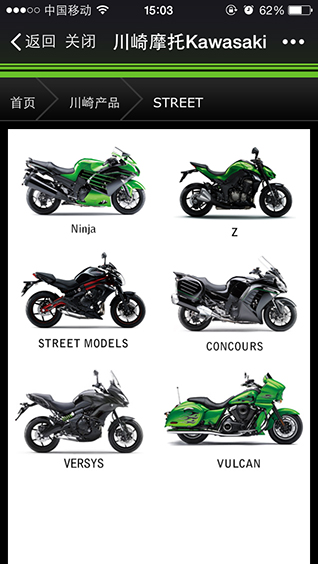 中国移动 15:03 62%
返回 关闭 川崎摩托Kawasaki
首页 川崎产品 STREET
Ninja Z
STREET MODELS CONCOURS
VERSYS VULCAN